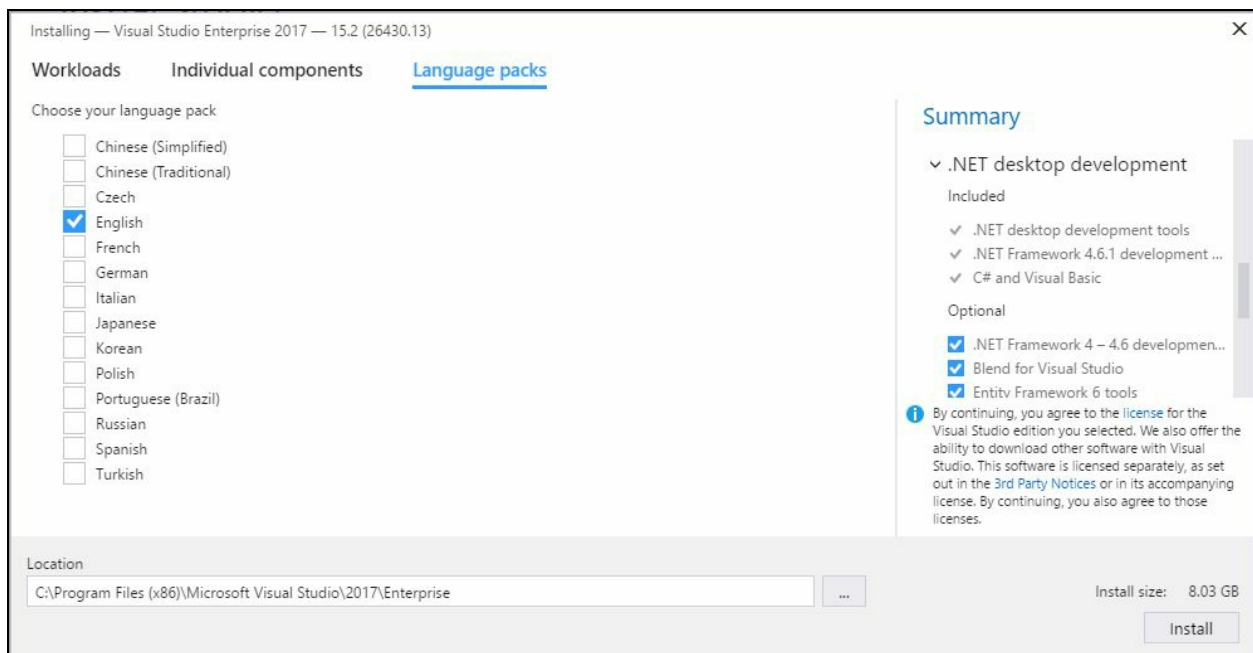 Installing — Visual Studio Enterprise 2017 — 15.2 (26430.13)
Workloads Individual components Language packs
Choose your language pack
Chinese (Simplified)
Chinese (Traditional)
Czech
English
French
German
Italian
Japanese
Korean
Polish
Portuguese (Brazil)
Russian
Spanish
Turkish
Summary
.NET desktop development
Included
.NET desktop development tools
.NET Framework 4.6.1 development ...
C# and Visual Basic
Optional
.NET Framework 4 – 4.6 developmen...
Blend for Visual Studio
Entity Framework 6 tools
By continuing, you agree to the license for the
Visual Studio edition you selected. We also offer the
ability to download other software with Visual
Studio. This software is licensed separately, as set
out in the 3rd Party Notices or in its accompanying
license. By continuing, you also agree to those
licenses.
Location
C:\Program Files (x86)\Microsoft Visual Studio\2017\Enterprise
...
Install size: 8.03 GB
Install